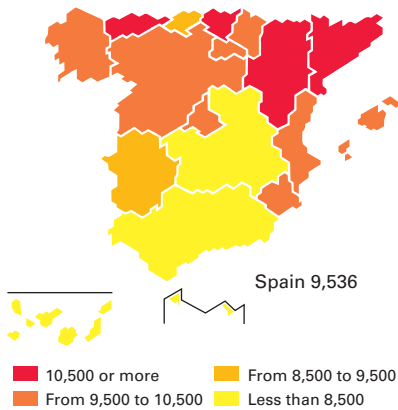 Spain 9,536
10,500 or more
From 8,500 to 9,500
From 9,500 to 10,500
Less than 8,500